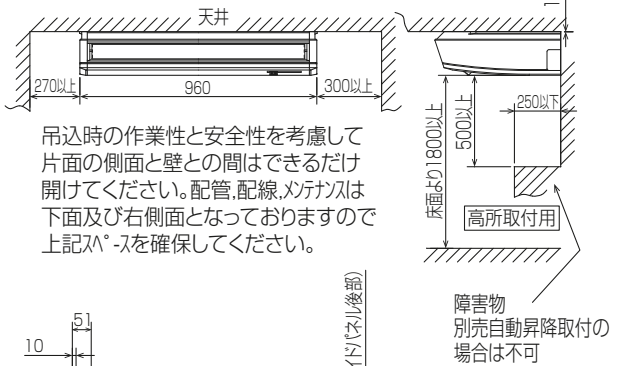 天井
270以上
960
300以上
吊込時の作業性と安全性を考慮して
片面の側面と壁との間はできるだけ
開けてください。配管,配線,メンテナンスは
下面及び右側面となっておりますので
上記スペースを確保してください。
床面より1800以上
500以上
250以下
高所取付用
障害物
別売自動昇降取付の
場合は不可
51
10
イドパネル後部)